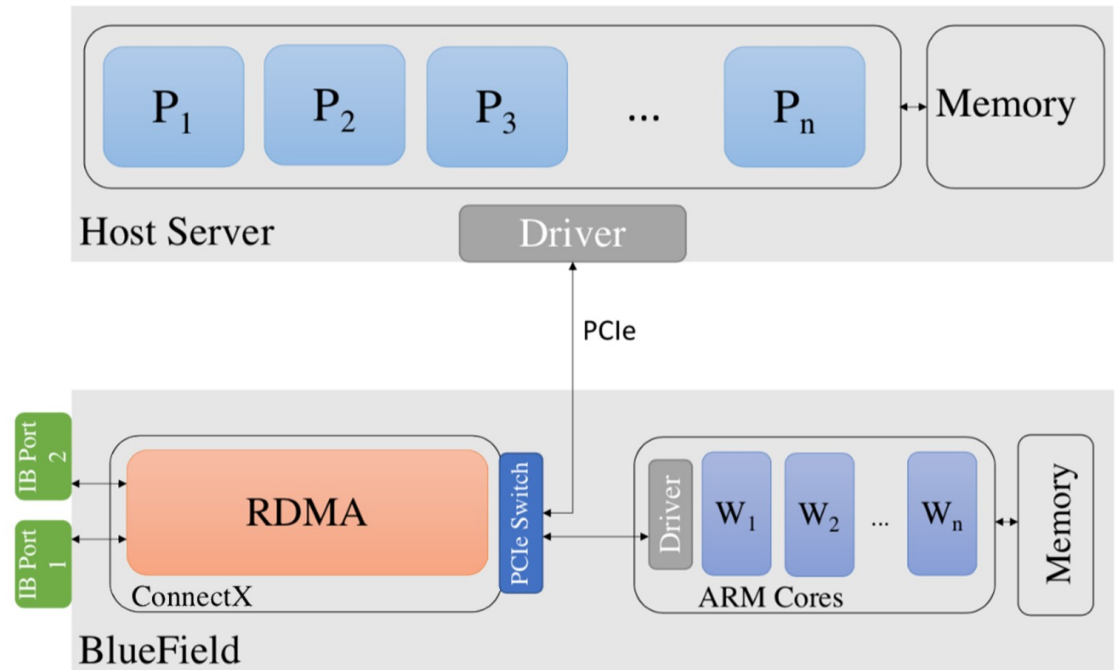 P₁ P₂ P₃ ... Pₙ Memory
Host Server
Driver
PCIe
IB Port 2
IB Port 1
RDMA
ConnectX
PCIe Switch
Driver
W₁ W₂ ... Wₙ
ARM Cores
Memory
BlueField